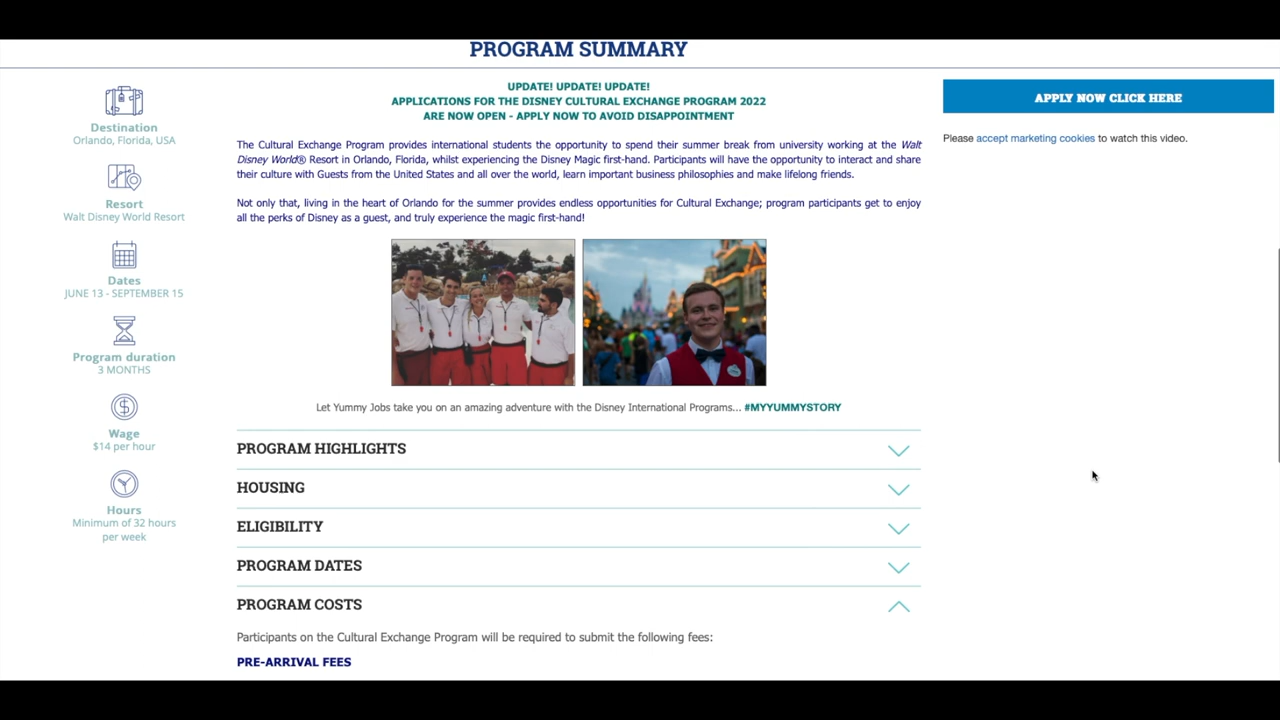 PROGRAM SUMMARY
UPDATE! UPDATE! UPDATE!
APPLICATIONS FOR THE DISNEY CULTURAL EXCHANGE PROGRAM 2022
ARE NOW OPEN - APPLY NOW TO AVOID DISAPPOINTMENT
The Cultural Exchange Program provides international students the opportunity to spend their summer break from university working at the Walt
Disney World® Resort in Orlando, Florida, whilst experiencing the Disney Magic first-hand. Participants will have the opportunity to interact and share
their culture with Guests from the United States and all over the world, learn important business philosophies and make lifelong friends.
Not only that, living in the heart of Orlando for the summer provides endless opportunities for Cultural Exchange; program participants get to enjoy
all the perks of Disney as a guest, and truly experience the magic first-hand!
Let Yummy Jobs take you on an amazing adventure with the Disney International Programs... #MYYUMMYSTORY
PROGRAM HIGHLIGHTS
HOUSING
ELIGIBILITY
PROGRAM DATES
PROGRAM COSTS
Participants on the Cultural Exchange Program will be required to submit the following fees:
PRE-ARRIVAL FEES
Destination
Orlando, Florida, USA
Resort
Walt Disney World Resort
Dates
JUNE 13 - SEPTEMBER 15
Program duration
3 MONTHS
Wage
$14 per hour
Hours
Minimum of 32 hours
per week
APPLY NOW CLICK HERE
Please accept marketing cookies to watch this video.